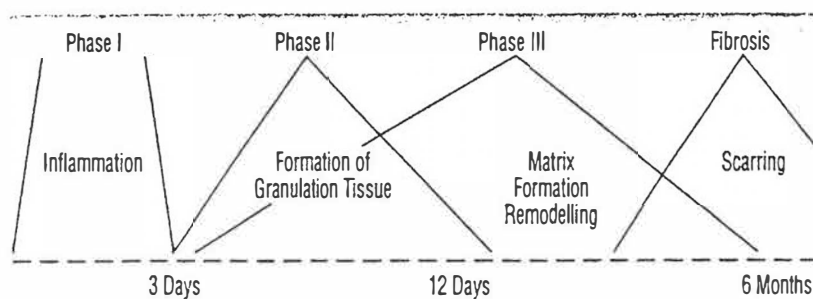 Phase I Phase II Phase III Fibrosis
Inflammation
Formation of
Granulation Tissue
Matrix
Formation
Remodelling
Scarring
3 Days 12 Days 6 Months